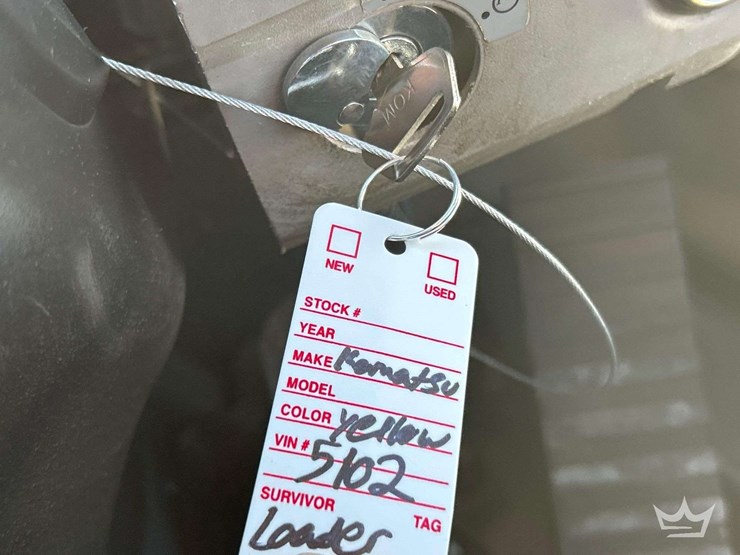 KOM
NEW
USED
STOCK #
YEAR
MAKE Komatsu
MODEL
COLOR Yellow
VIN # 5102
SURVIVOR TAG
Loader